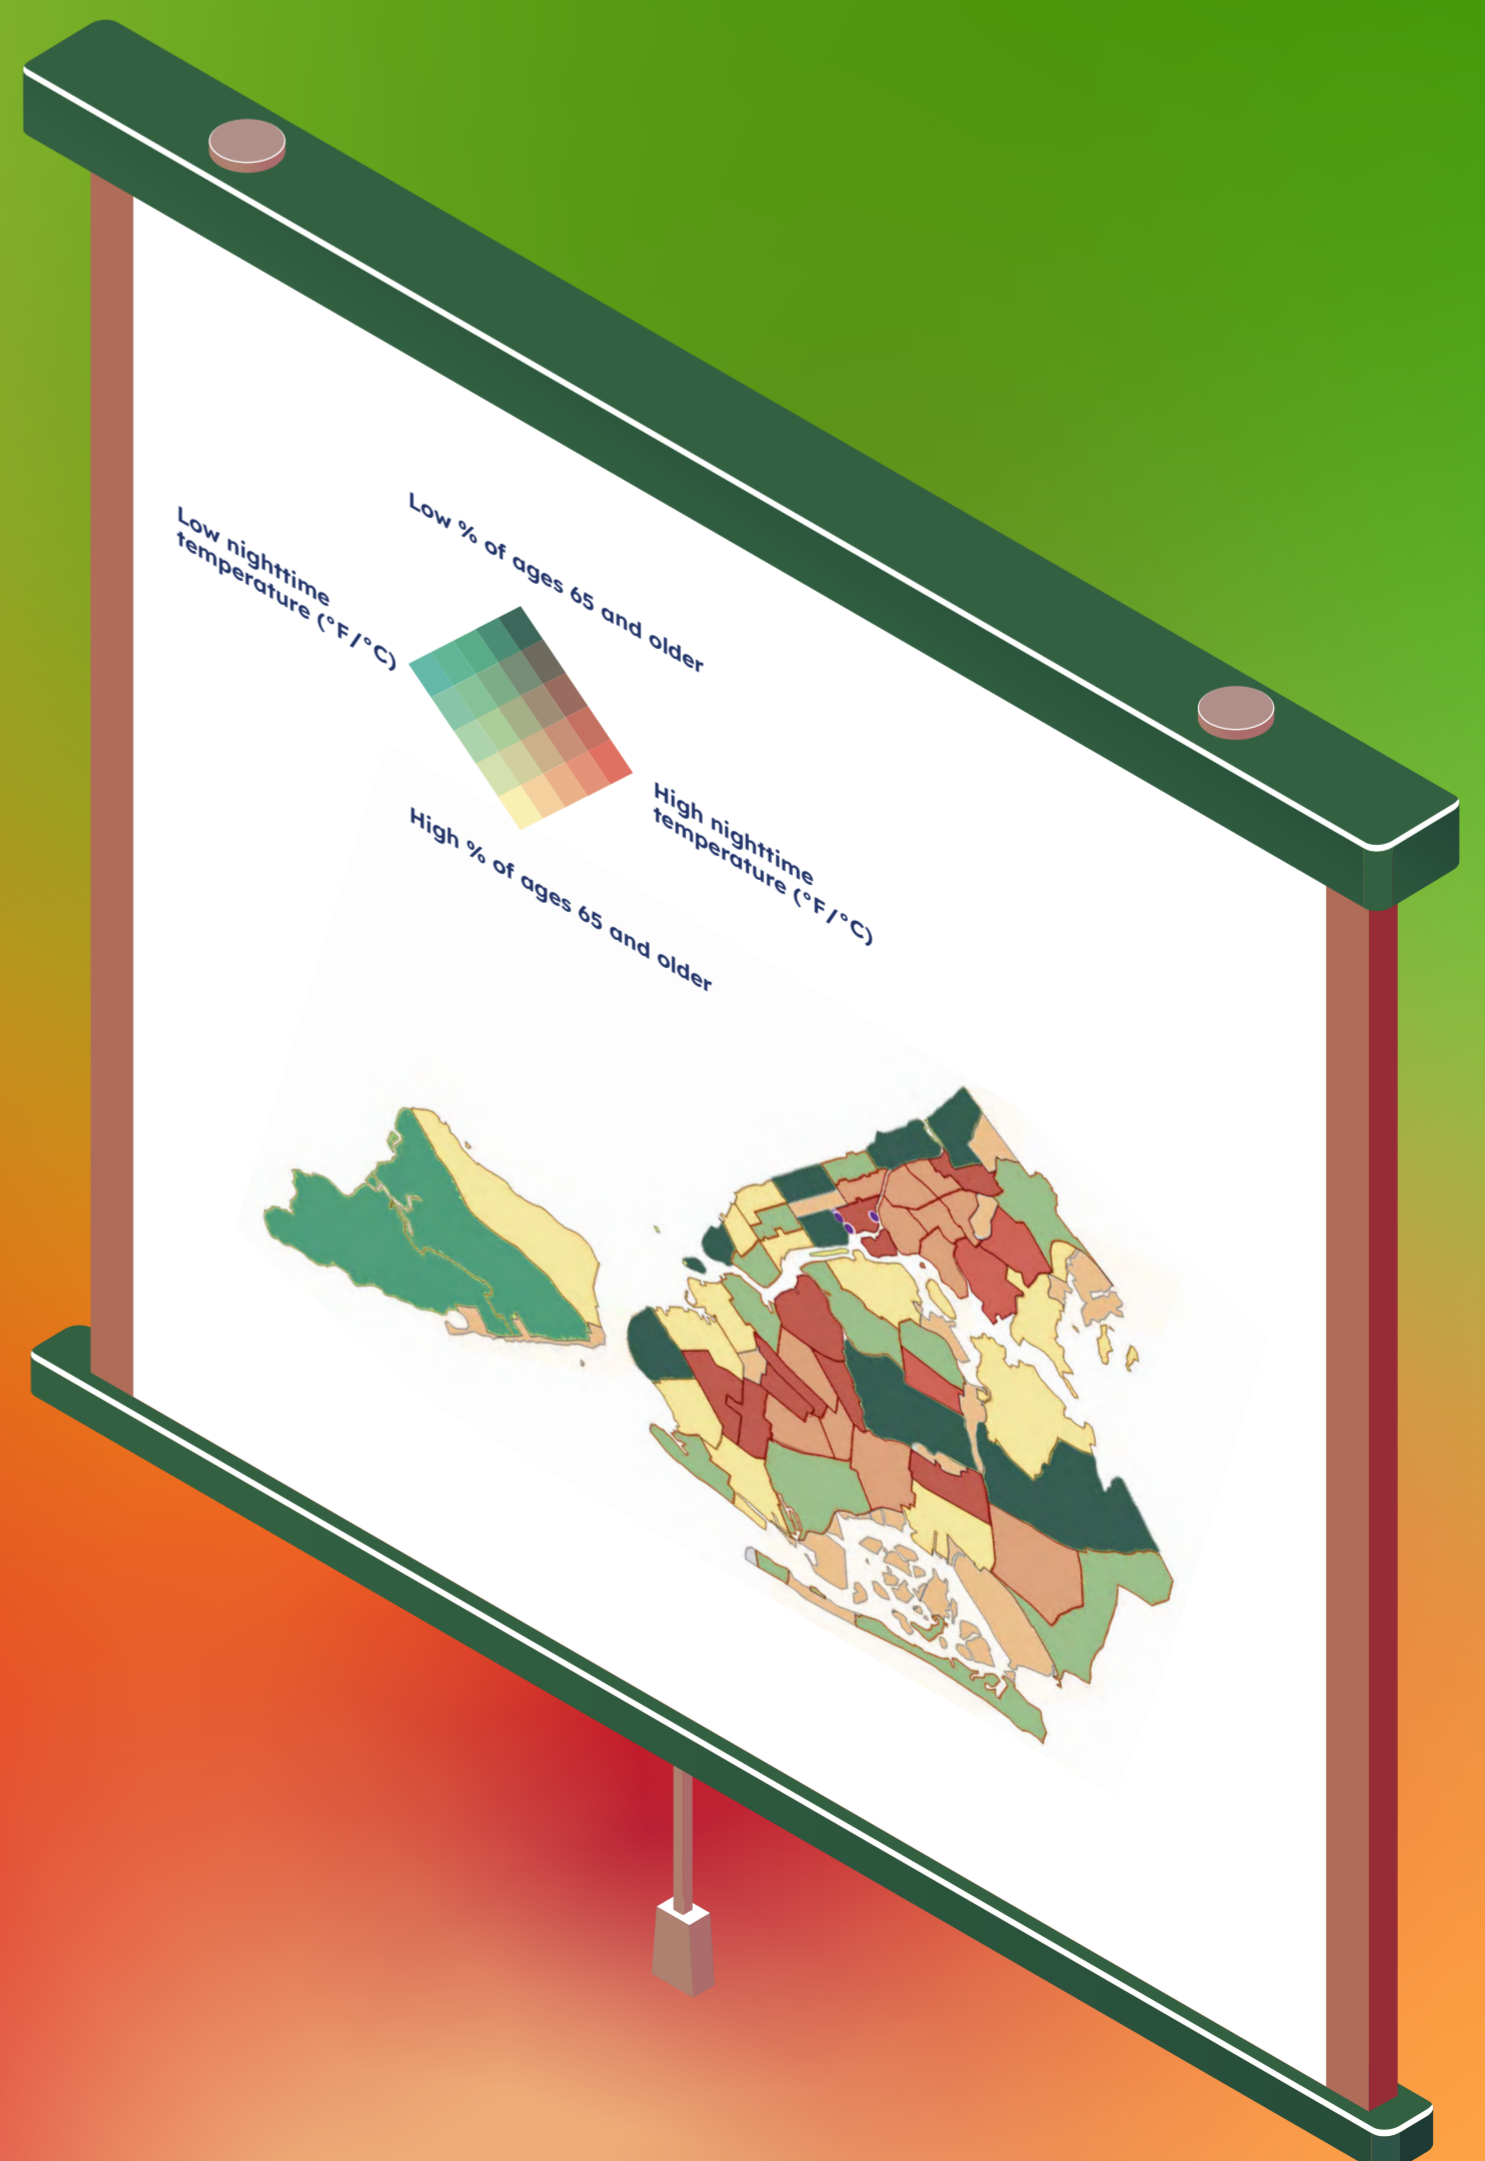 Low % of ages 65 and older
Low nighttime
temperature (°F/°C)
High nighttime
temperature (°F/°C)
High % of ages 65 and older